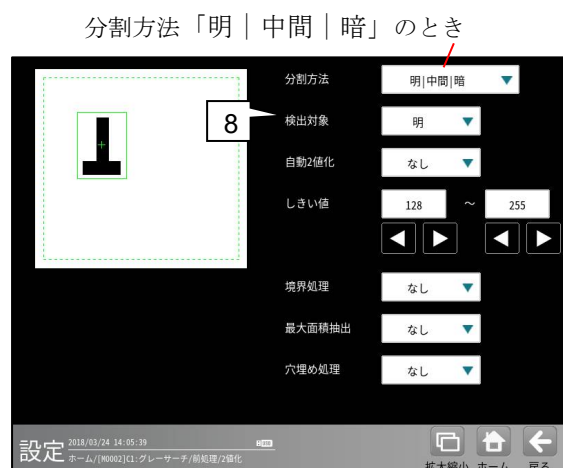 分割方法「明｜中間｜暗」のとき
分割方法 明|中間|暗
8
検出対象 明
自動2値化 なし
しきい値 128 ～ 255
境界処理 なし
最大面積抽出 なし
穴埋め処理 なし
設定 2018/03/24 14:05:39
ホーム/[M0002]C1:グレーサーチ/前処理/2値化
拡大縮小 ホーム 戻る